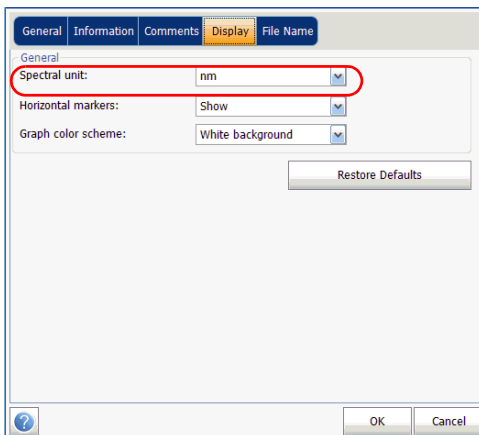 General Information Comments Display File Name
General
Spectral unit: nm
Horizontal markers: Show
Graph color scheme: White background
Restore Defaults
? OK Cancel